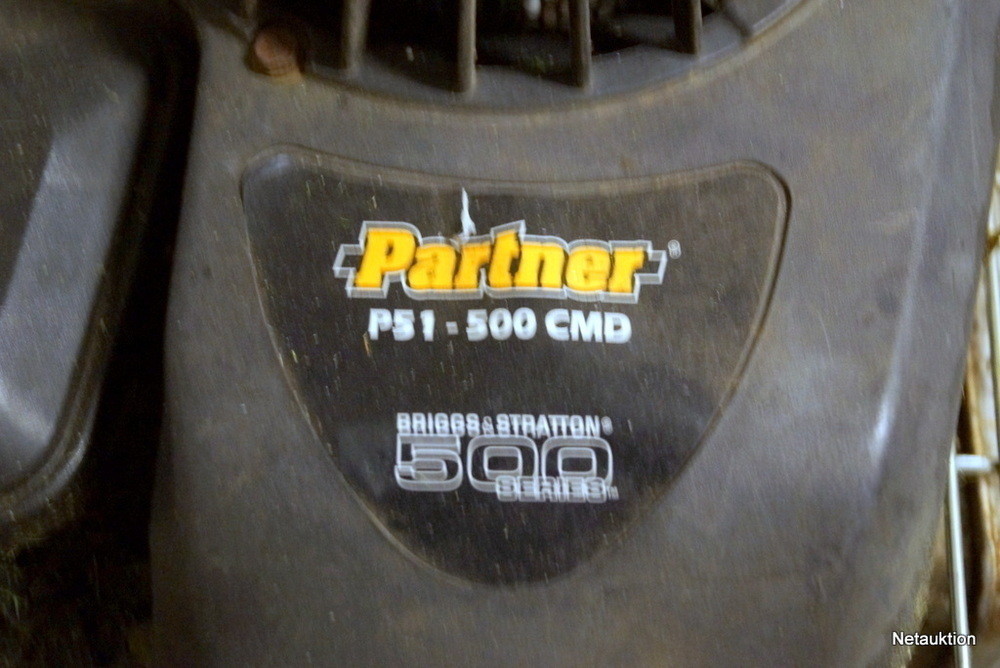 Partner®
P51 - 500 CMD
BRIGGS & STRATTON®
500
SERIES™
Netauktion